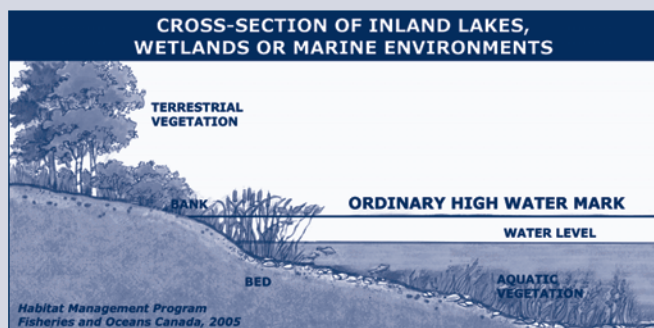 CROSS-SECTION OF INLAND LAKES,
WETLANDS OR MARINE ENVIRONMENTS
TERRESTRIAL
VEGETATION
BANK
ORDINARY HIGH WATER MARK
WATER LEVEL
BED
AQUATIC
VEGETATION
Habitat Management Program
Fisheries and Oceans Canada, 2005